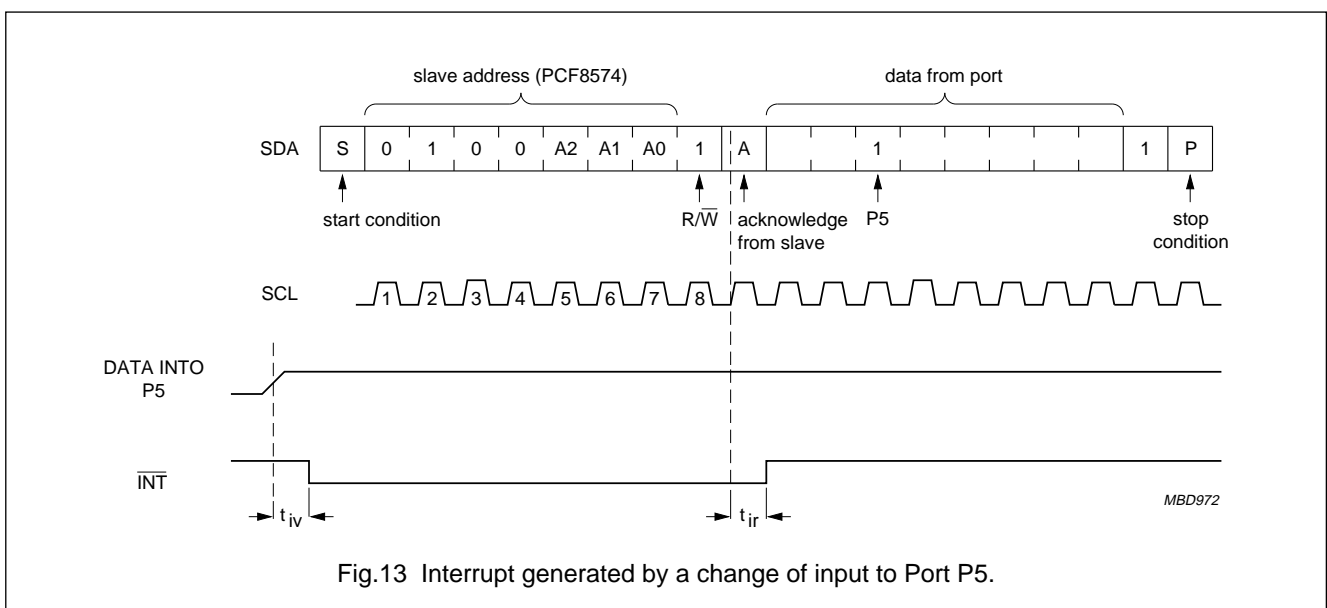 slave address (PCF8574) data from port
SDA S 0 1 0 0 A2 A1 A0 1 A 1 1 P
start condition R/W acknowledge from slave P5 stop condition
SCL 1 2 3 4 5 6 7 8
DATA INTO P5
INT
t iv t ir
MBD972
Fig.13 Interrupt generated by a change of input to Port P5.